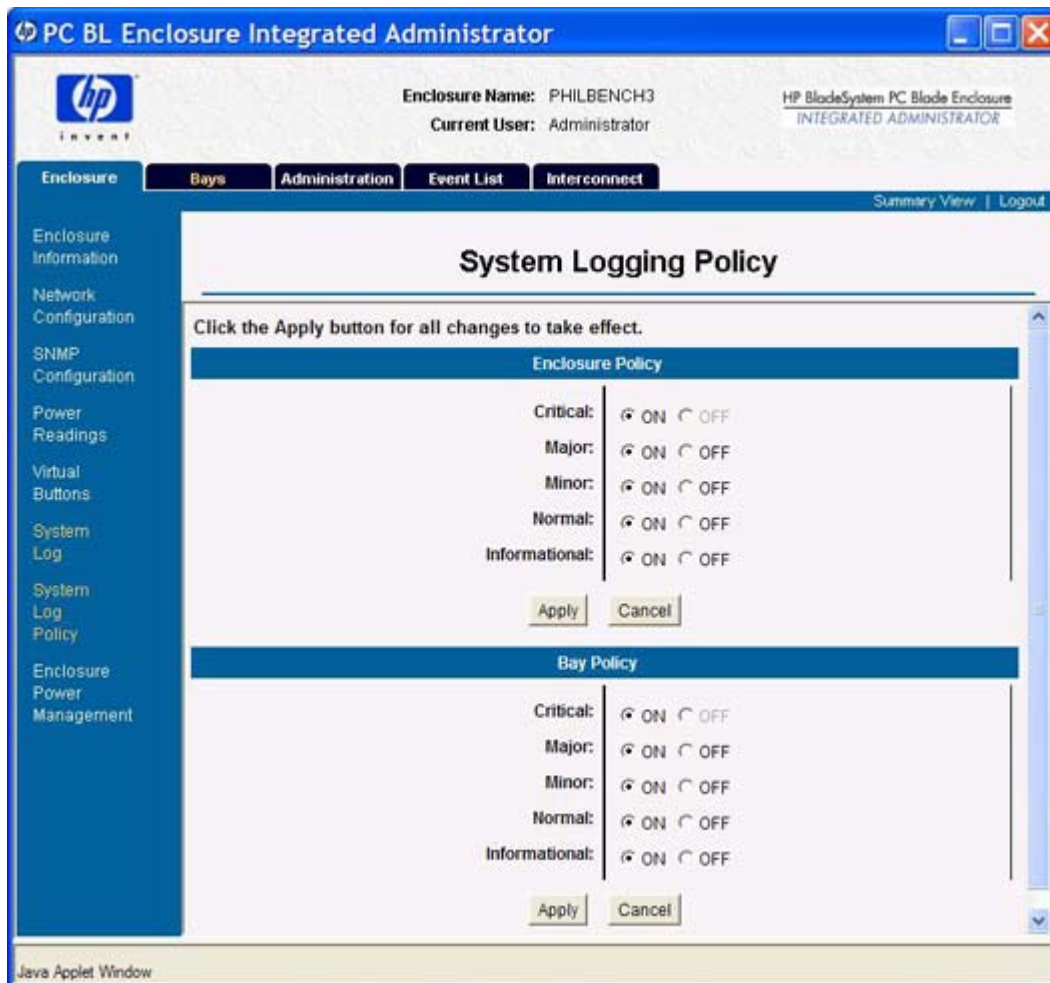 PC BL Enclosure Integrated Administrator
hp
invent
Enclosure Name: PHILBENCH3
Current User: Administrator
HP BladeSystem PC Blade Enclosure
INTEGRATED ADMINISTRATOR
Enclosure Bays Administration Event List Interconnect
Summary View | Logout
Enclosure
Information
Network
Configuration
SNMP
Configuration
Power
Readings
Virtual
Buttons
System
Log
System
Log
Policy
Enclosure
Power
Management
System Logging Policy
Click the Apply button for all changes to take effect.
Enclosure Policy
Critical: ON OFF
Major: ON OFF
Minor: ON OFF
Normal: ON OFF
Informational: ON OFF
Apply Cancel
Bay Policy
Critical: ON OFF
Major: ON OFF
Minor: ON OFF
Normal: ON OFF
Informational: ON OFF
Apply Cancel
Java Applet Window